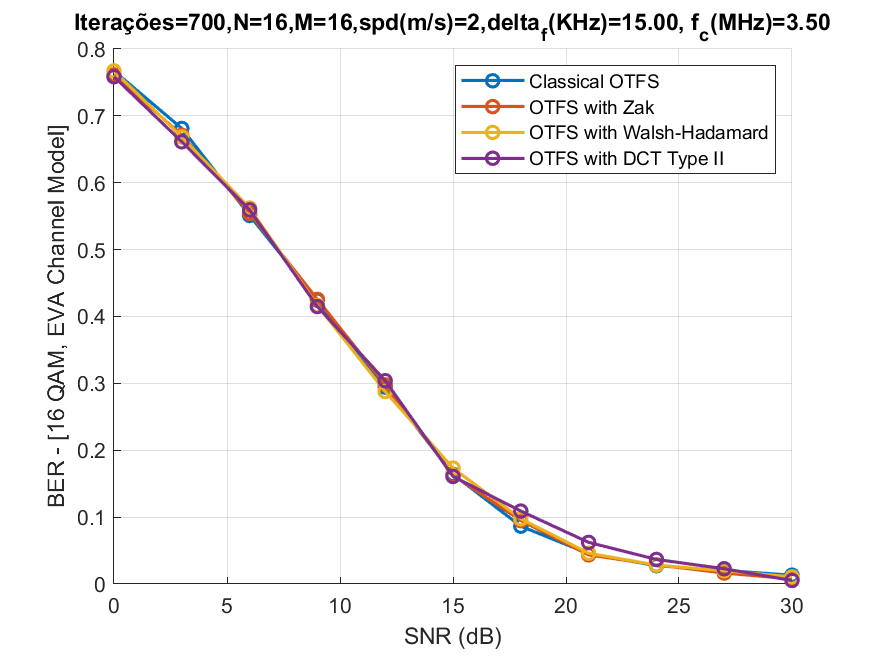 Iterações=700,N=16,M=16,spd(m/s)=2,delta_f(KHz)=15.00, f_c(MHz)=3.50
0.8
0.7
0.6
0.5
0.4
0.3
0.2
0.1
0
BER - [16 QAM, EVA Channel Model]
Classical OTFS
OTFS with Zak
OTFS with Walsh-Hadamard
OTFS with DCT Type II
0 5 10 15 20 25 30
SNR (dB)